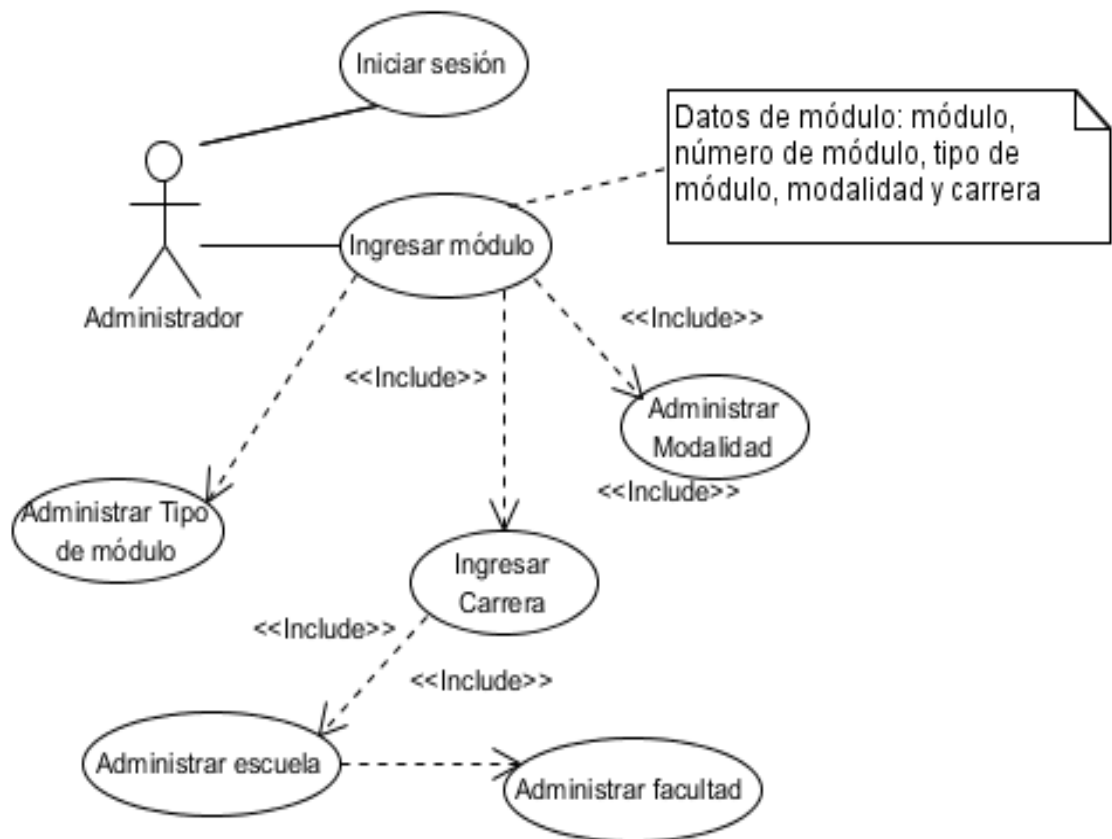 Iniciar sesión
Datos de módulo: módulo,
número de módulo, tipo de
módulo, modalidad y carrera
Ingresar módulo
Administrador
<<Include>>
<<Include>>
Administrar
Modalidad
<<Include>>
Administrar Tipo
de módulo
Ingresar
Carrera
<<Include>>
<<Include>>
Administrar escuela
Administrar facultad